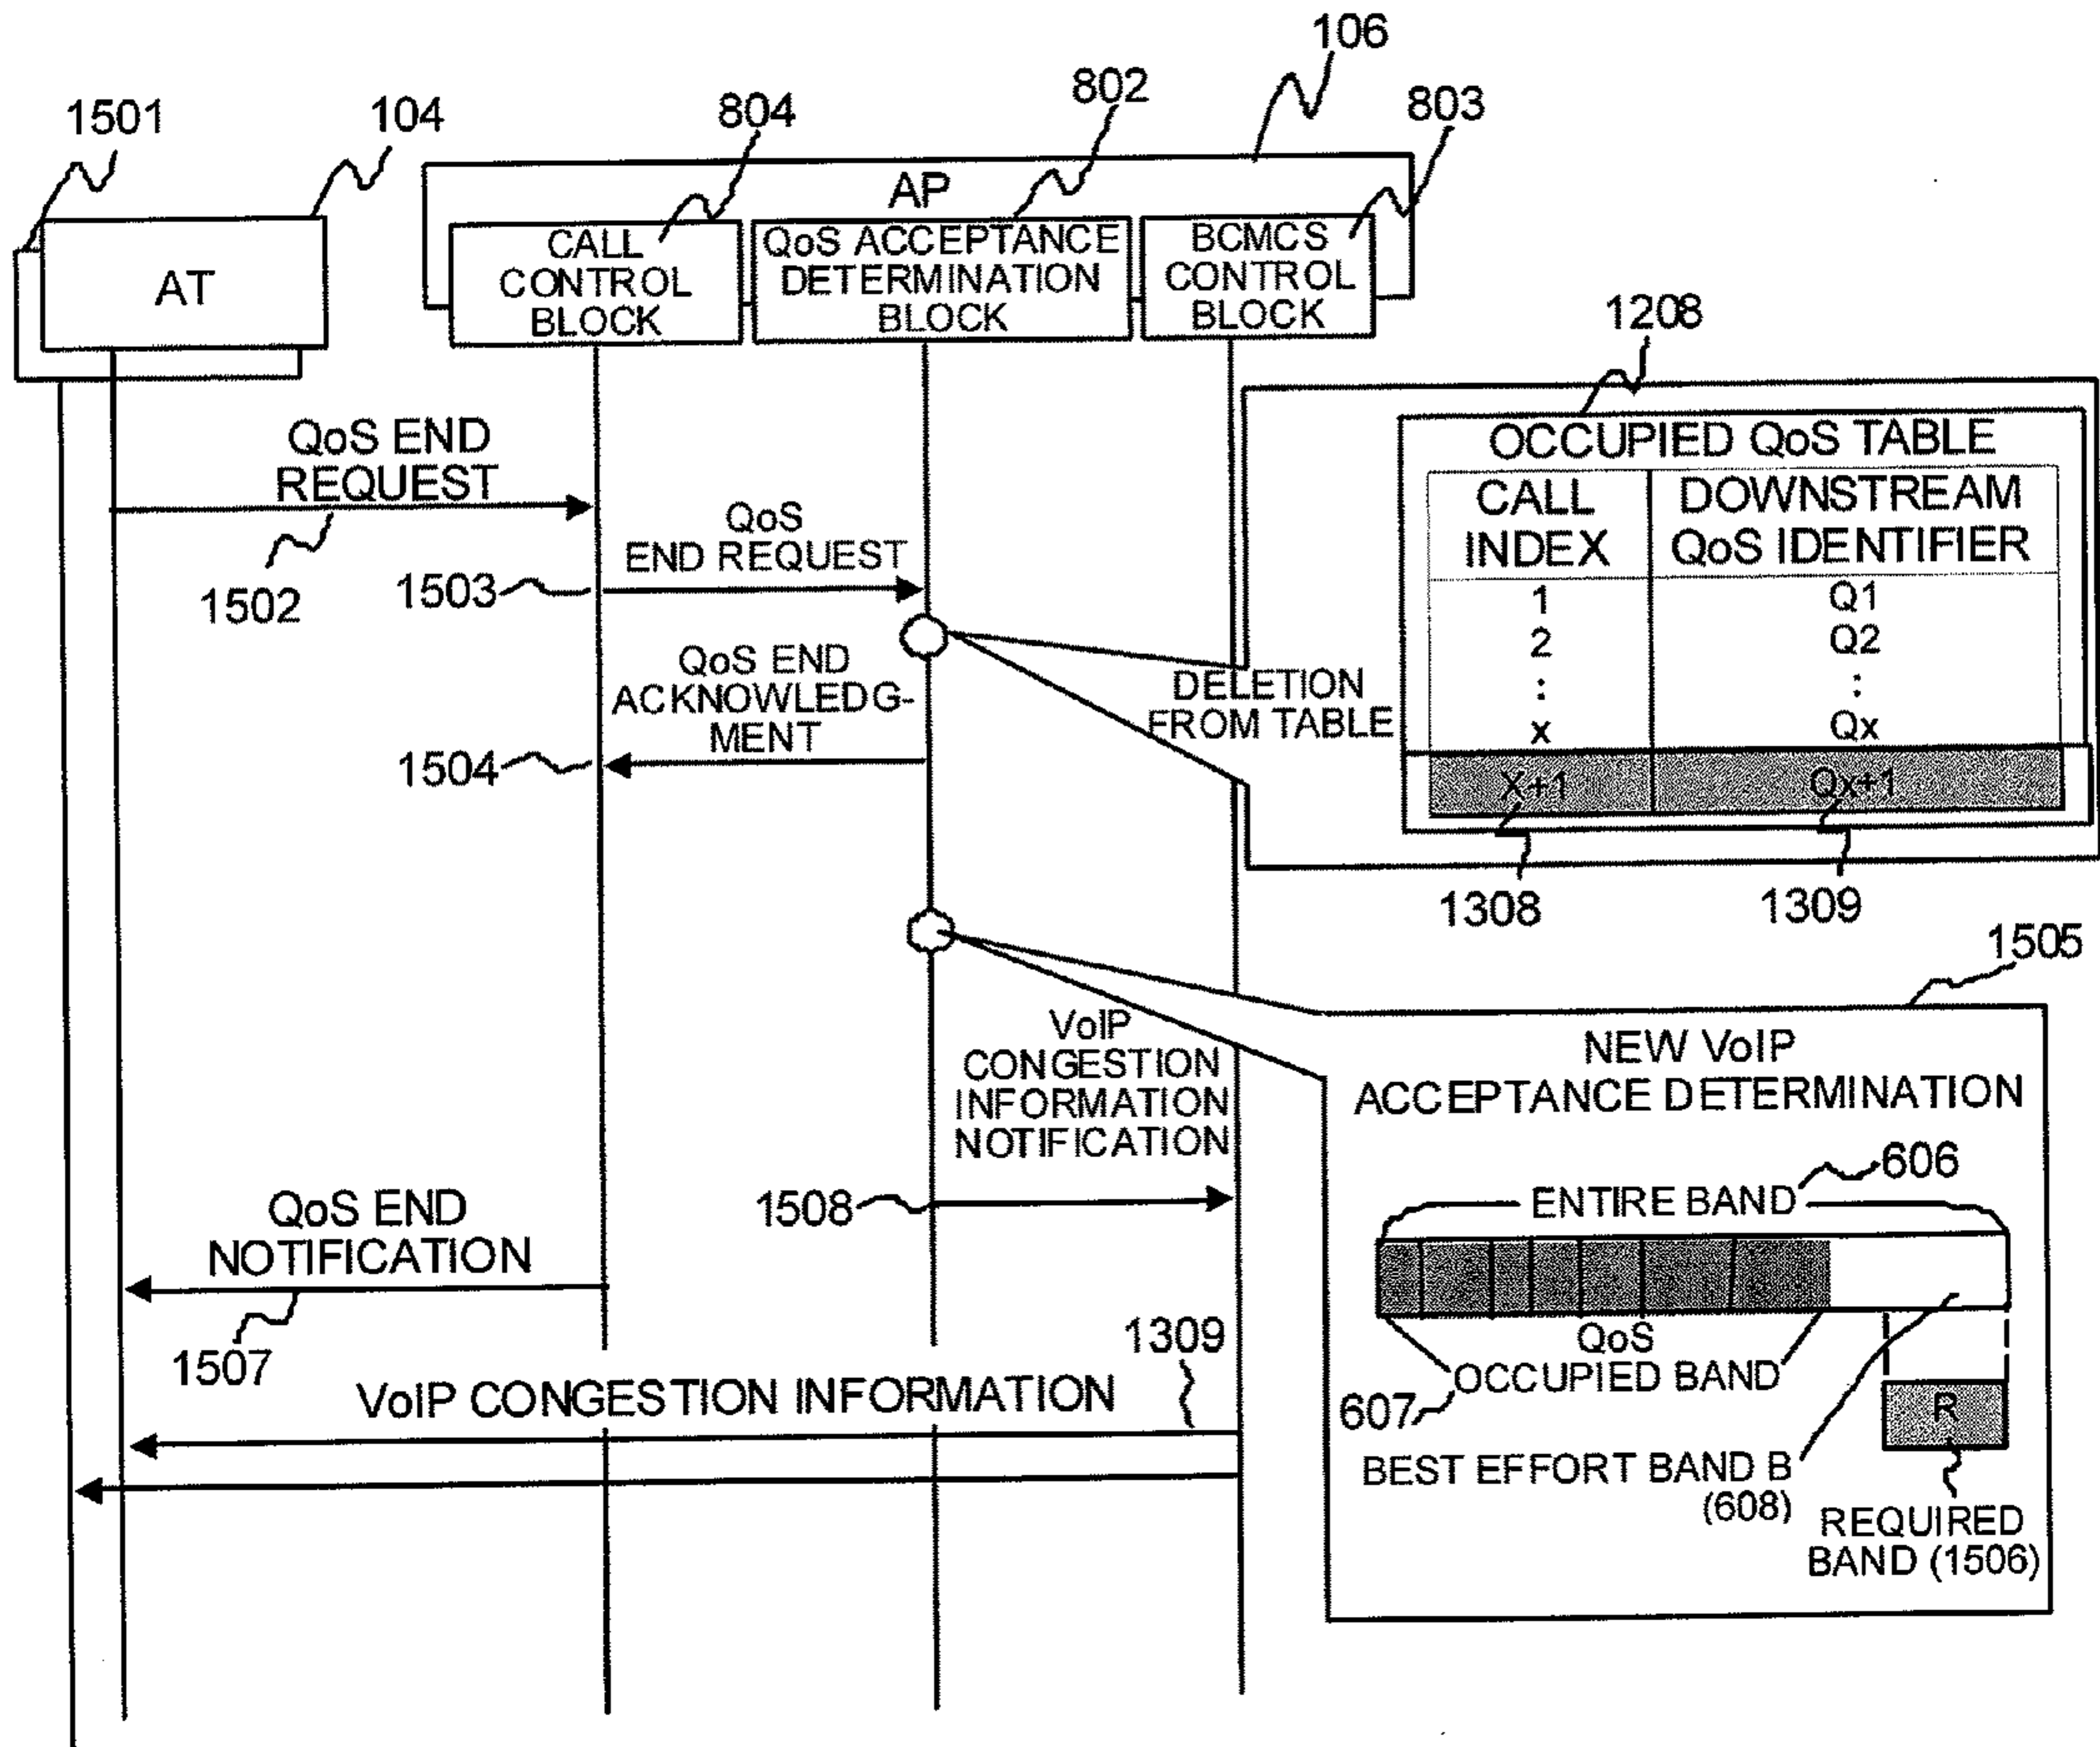 106
1501
104
804
802
803
AP
AT
CALL
CONTROL
BLOCK
QoS ACCEPTANCE
DETERMINATION
BLOCK
BCMCS
CONTROL
BLOCK
1208
OCCUPIED QoS TABLE
CALL
INDEX
DOWNSTREAM
QoS IDENTIFIER
1
Q1
2
Q2
:
:
x
Qx
X+1
Qx+1
1308
1309
QoS END
REQUEST
1502
QoS
END REQUEST
1503
DELETION
FROM TABLE
QoS END
ACKNOWLEDG-
MENT
1504
1505
NEW VoIP
ACCEPTANCE DETERMINATION
606
ENTIRE BAND
QoS
OCCUPIED BAND
607
R
BEST EFFORT BAND B
(608)
REQUIRED
BAND (1506)
VoIP
CONGESTION
INFORMATION
NOTIFICATION
1508
QoS END
NOTIFICATION
1507
1309
VoIP CONGESTION INFORMATION